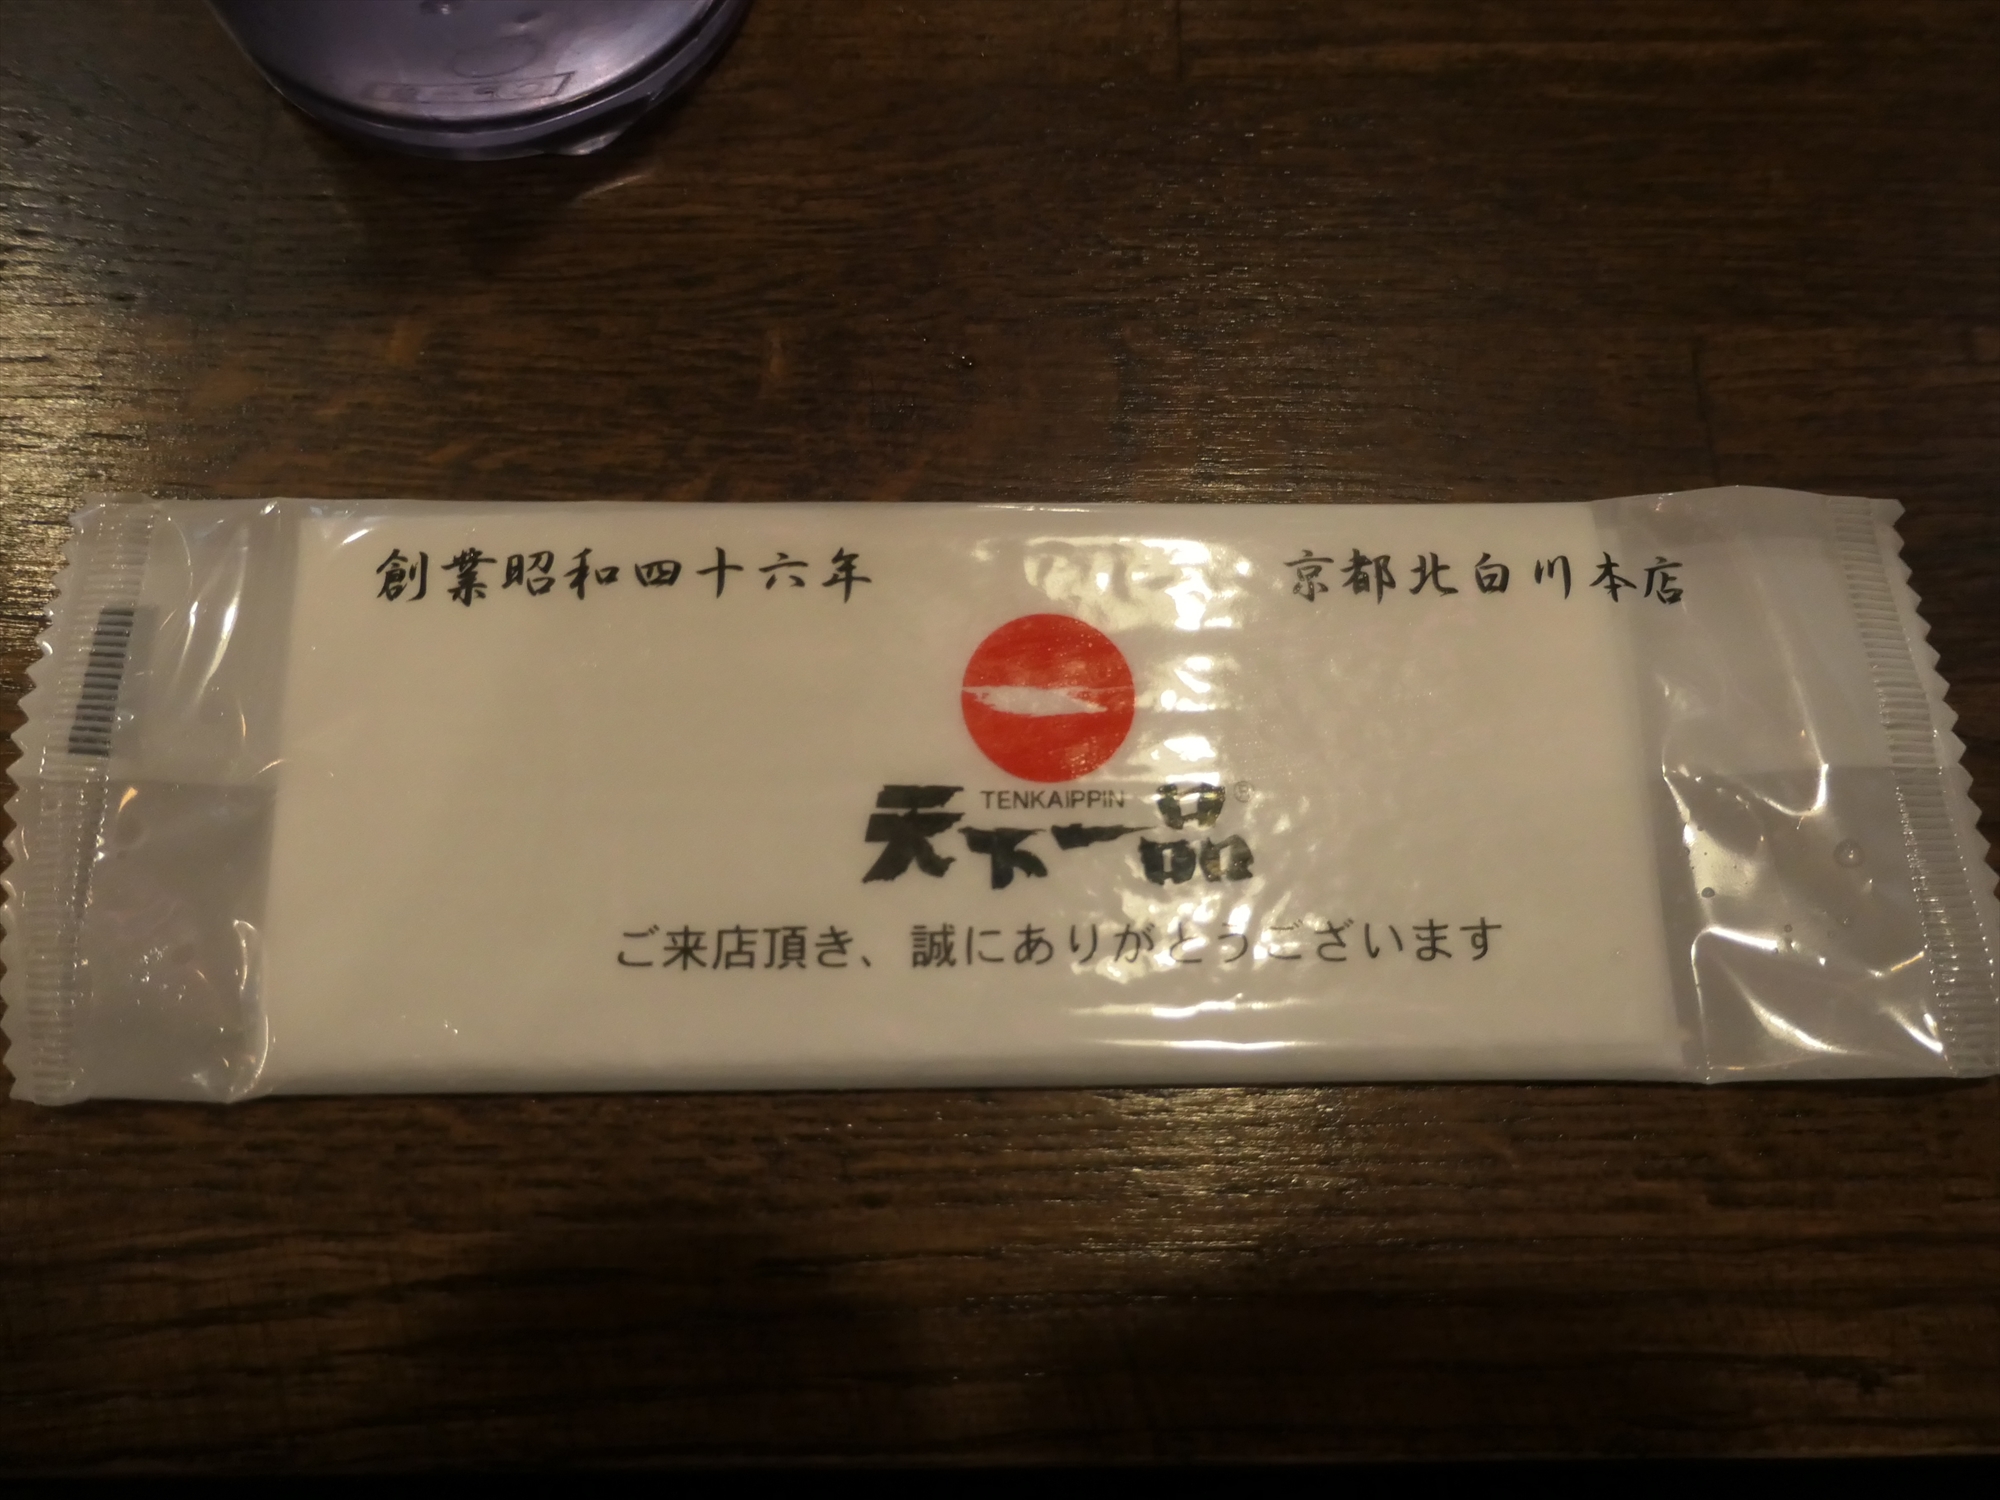 創業昭和四十六年
京都北白川本店
TENKAIPPIN
天下一品®
ご来店頂き、誠にありがとうございます